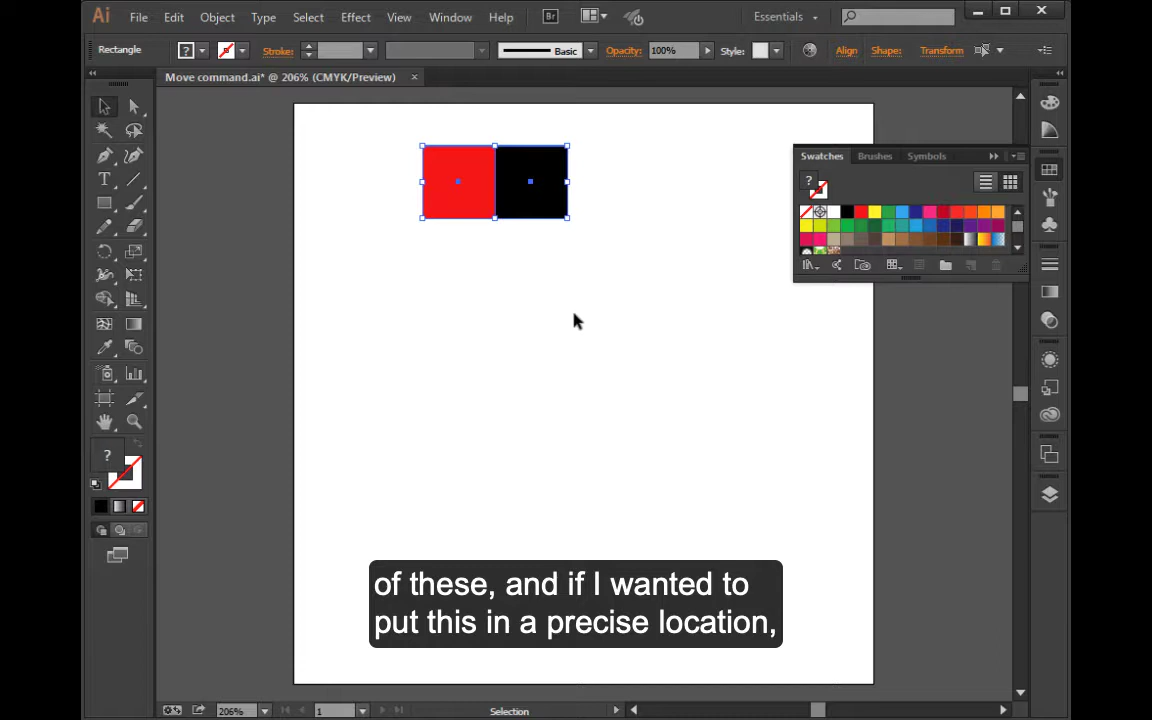 Ai File Edit Object Type Select Effect View Window Help Br Essentials
Rectangle ? Stroke: Basic Opacity: 100% Style: Align Shape: Transform
Move command.ai* @ 206% (CMYK/Preview) ×
Swatches Brushes Symbols
?
?
of these, and if I wanted to
put this in a precise location,
206% 1 Selection